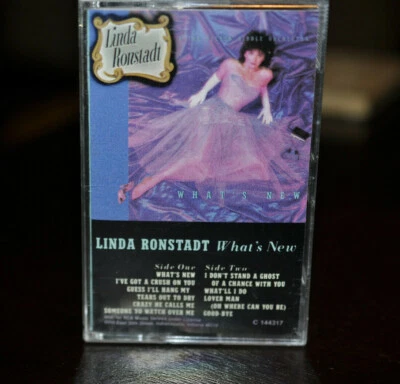 Linda
Ronstadt
WHAT'S NEW
LINDA RONSTADT What's New
Side One
WHAT'S NEW
I'VE GOT A CRUSH ON YOU
GUESS I'LL HANG MY
TEARS OUT TO DRY
CRAZY HE CALLS ME
SOMEONE TO WATCH OVER ME
Side Two
I DON'T STAND A GHOST
OF A CHANCE WITH YOU
WHAT'LL I DO
LOVER MAN
(OH WHERE CAN YOU BE)
GOOD-BYE
C 144317